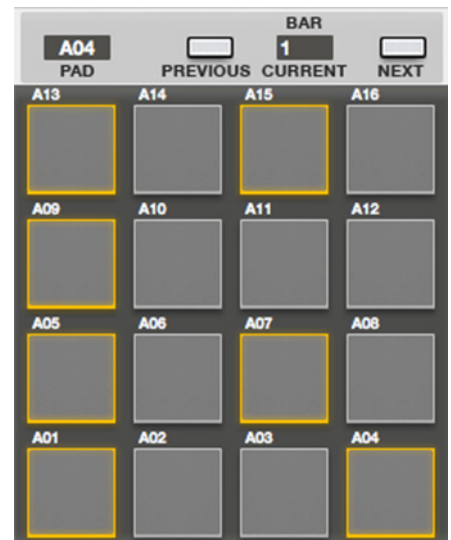 BAR
A04 1
PAD PREVIOUS CURRENT NEXT
A13 A14 A15 A16
A09 A10 A11 A12
A05 A06 A07 A08
A01 A02 A03 A04